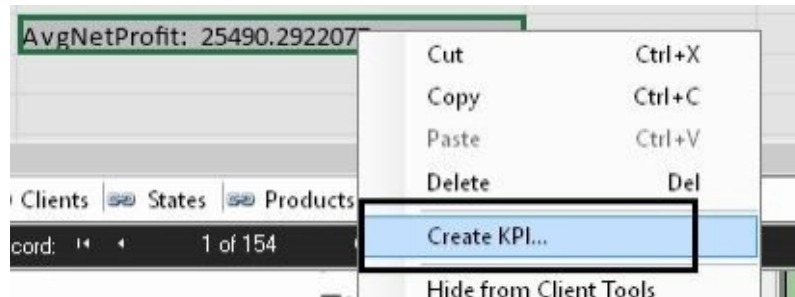 AvgNetProfit: 25490.292207
Cut Ctrl+X
Copy Ctrl+C
Paste Ctrl+V
Delete Del
Clients States Products
cord: 1 of 154
Create KPI...
Hide from Client Tools